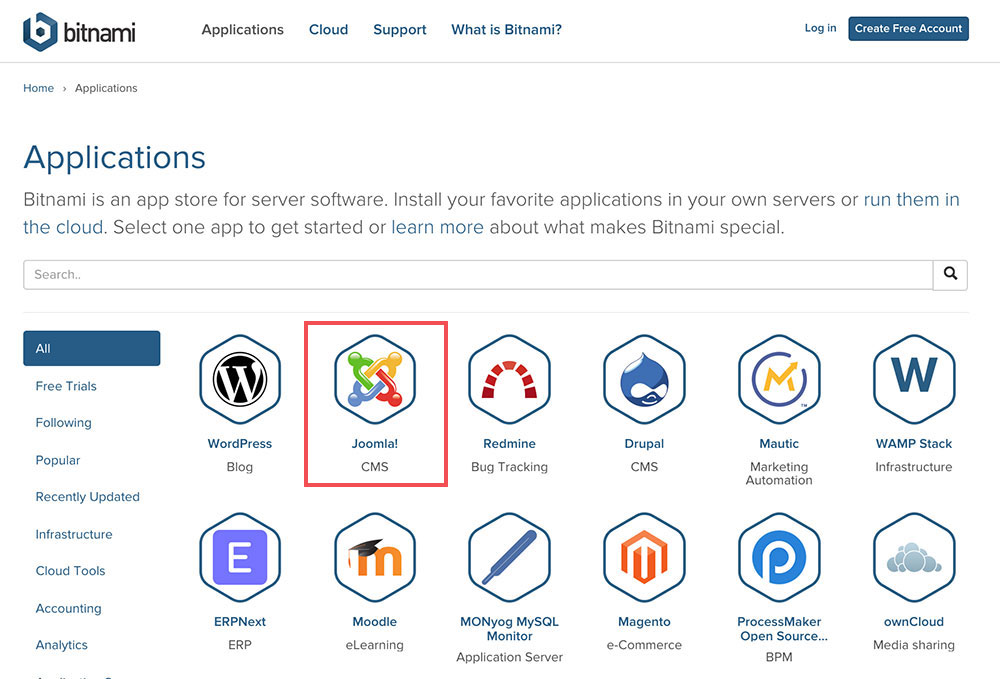 bitnami
Applications Cloud Support What is Bitnami?
Log in Create Free Account
Home › Applications
Applications
Bitnami is an app store for server software. Install your favorite applications in your own servers or run them in
the cloud. Select one app to get started or learn more about what makes Bitnami special.
Search..
All
Free Trials
Following
Popular
Recently Updated
Infrastructure
Cloud Tools
Accounting
Analytics
WordPress
Blog
Joomla!
CMS
Redmine
Bug Tracking
Drupal
CMS
M
TM
Mautic
Marketing
Automation
W
WAMP Stack
Infrastructure
E
ERPNext
ERP
m
Moodle
eLearning
MONyog MySQL
Monitor
Application Server
Magento
e-Commerce
ProcessMaker
Open Source...
BPM
ownCloud
Media sharing